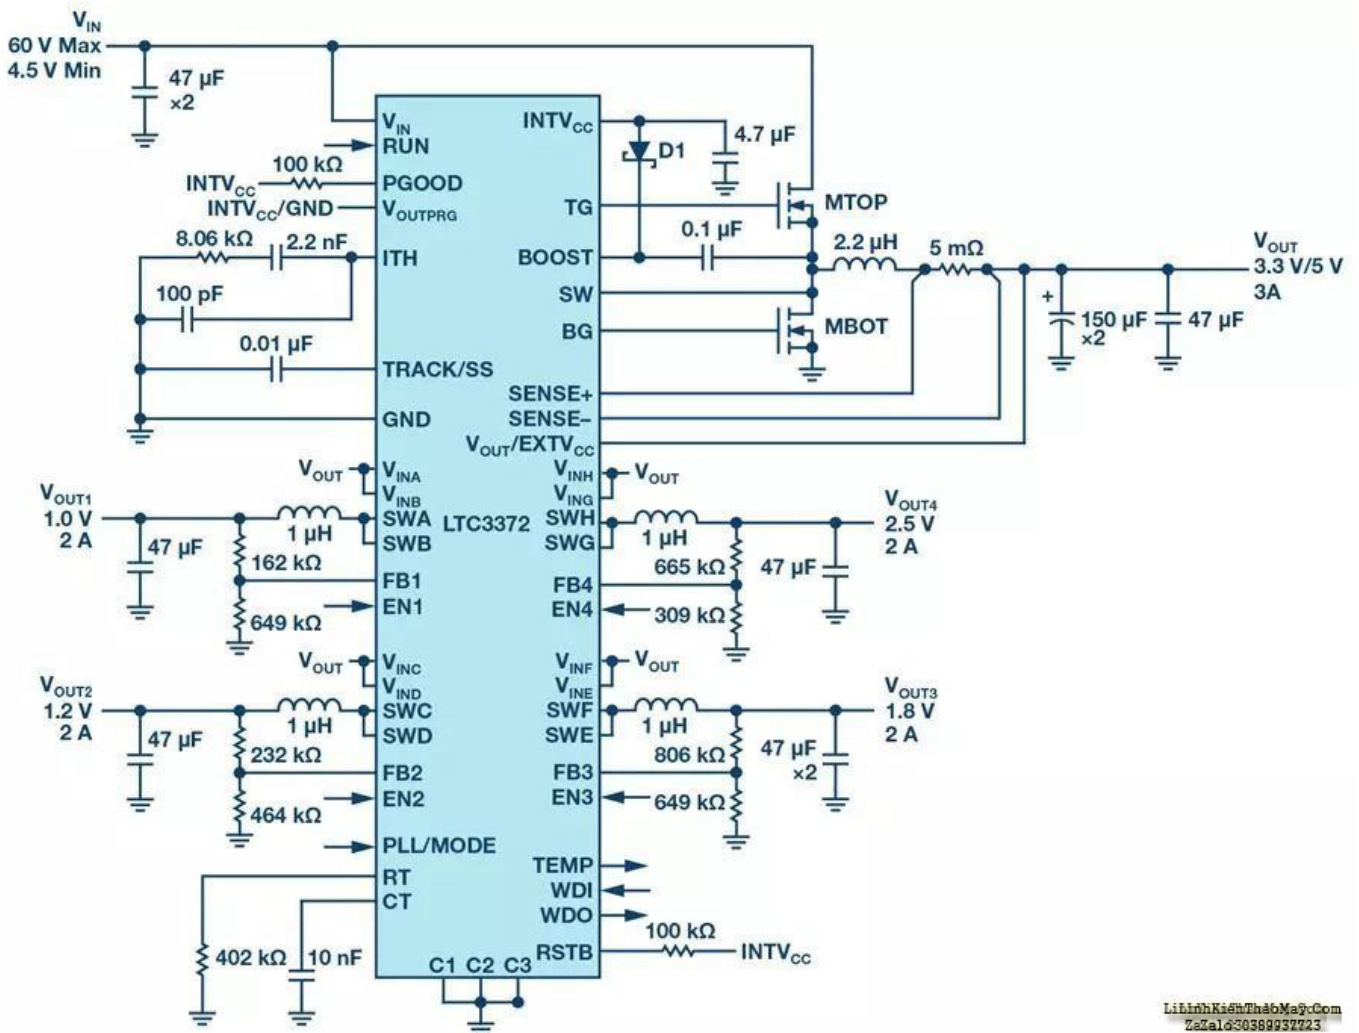 VIN
60 V Max
4.5 V Min
47 µF
×2
VIN
RUN
100 kΩ
INTVCC
PGOOD
INTVCC/GND
VOUTPRG
8.06 kΩ
2.2 nF
ITH
100 pF
0.01 µF
TRACK/SS
GND
INTVCC
D1
4.7 µF
TG
MTOP
0.1 µF
BOOST
2.2 µH
5 mΩ
VOUT
3.3 V/5 V
3A
SW
BG
MBOT
+
150 µF
×2
47 µF
SENSE+
SENSE−
VOUT/EXTVCC
VOUT
VINA
VINB
VINH
VING
VOUT
VOUT1
1.0 V
2 A
47 µF
1 µH
SWA
SWB
162 kΩ
FB1
EN1
649 kΩ
LTC3372
SWH
SWG
1 µH
665 kΩ
FB4
EN4
309 kΩ
47 µF
VOUT4
2.5 V
2 A
VOUT
VINC
VIND
VINF
VINE
VOUT
VOUT2
1.2 V
2 A
47 µF
1 µH
SWC
SWD
232 kΩ
FB2
EN2
464 kΩ
SWF
SWE
1 µH
806 kΩ
FB3
EN3
649 kΩ
47 µF
×2
VOUT3
1.8 V
2 A
PLL/MODE
RT
CT
402 kΩ
10 nF
TEMP
WDI
WDO
RSTB
100 kΩ
INTVCC
C1 C2 C3